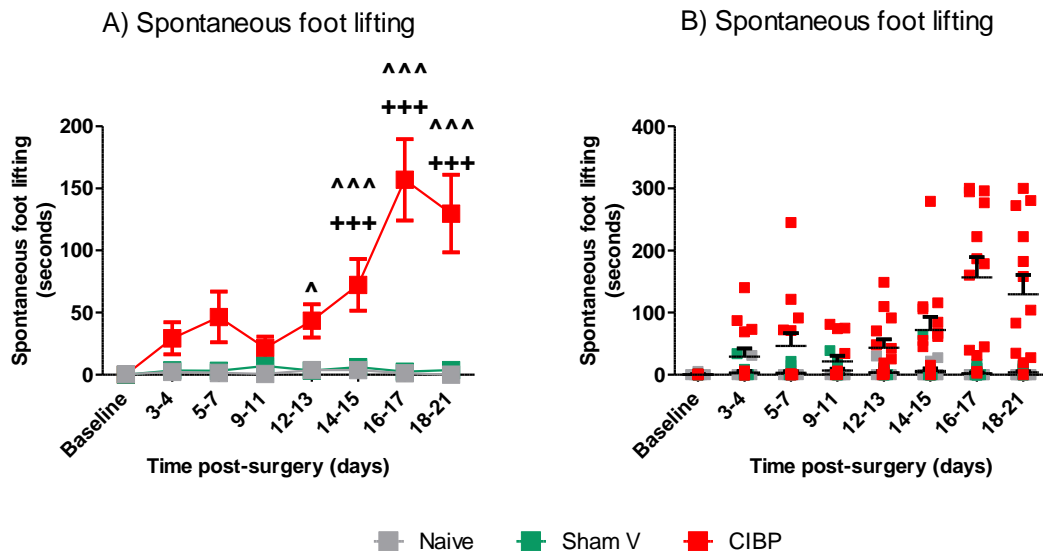 A) Spontaneous foot lifting
^^^
+++
^^^
+++
^^^
+++
^
200
150
100
50
0
Spontaneous foot lifting
(seconds)
Baseline
3-4
5-7
9-11
12-13
14-15
16-17
18-21
Time post-surgery (days)
B) Spontaneous foot lifting
400
300
200
100
0
Spontaneous foot lifting
(seconds)
Baseline
3-4
5-7
9-11
12-13
14-15
16-17
18-21
Time post-surgery (days)
Naive
Sham V
CIBP